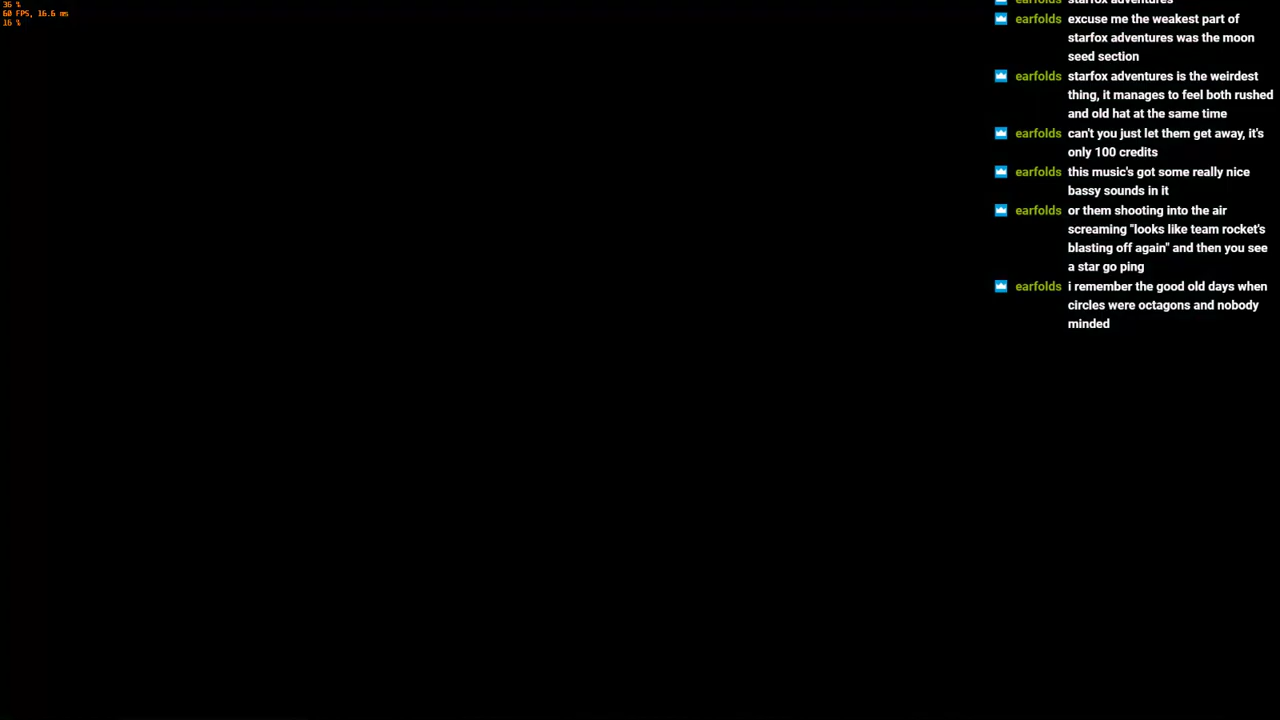 36 %
60 FPS, 16.6 ms
16 %
starfox adventures
earfolds excuse me the weakest part of
starfox adventures was the moon
seed section
earfolds starfox adventures is the weirdest
thing, it manages to feel both rushed
and old hat at the same time
earfolds can't you just let them get away, it's
only 100 credits
earfolds this music's got some really nice
bassy sounds in it
earfolds or them shooting into the air
screaming "looks like team rocket's
blasting off again" and then you see
a star go ping
earfolds i remember the good old days when
circles were octagons and nobody
minded